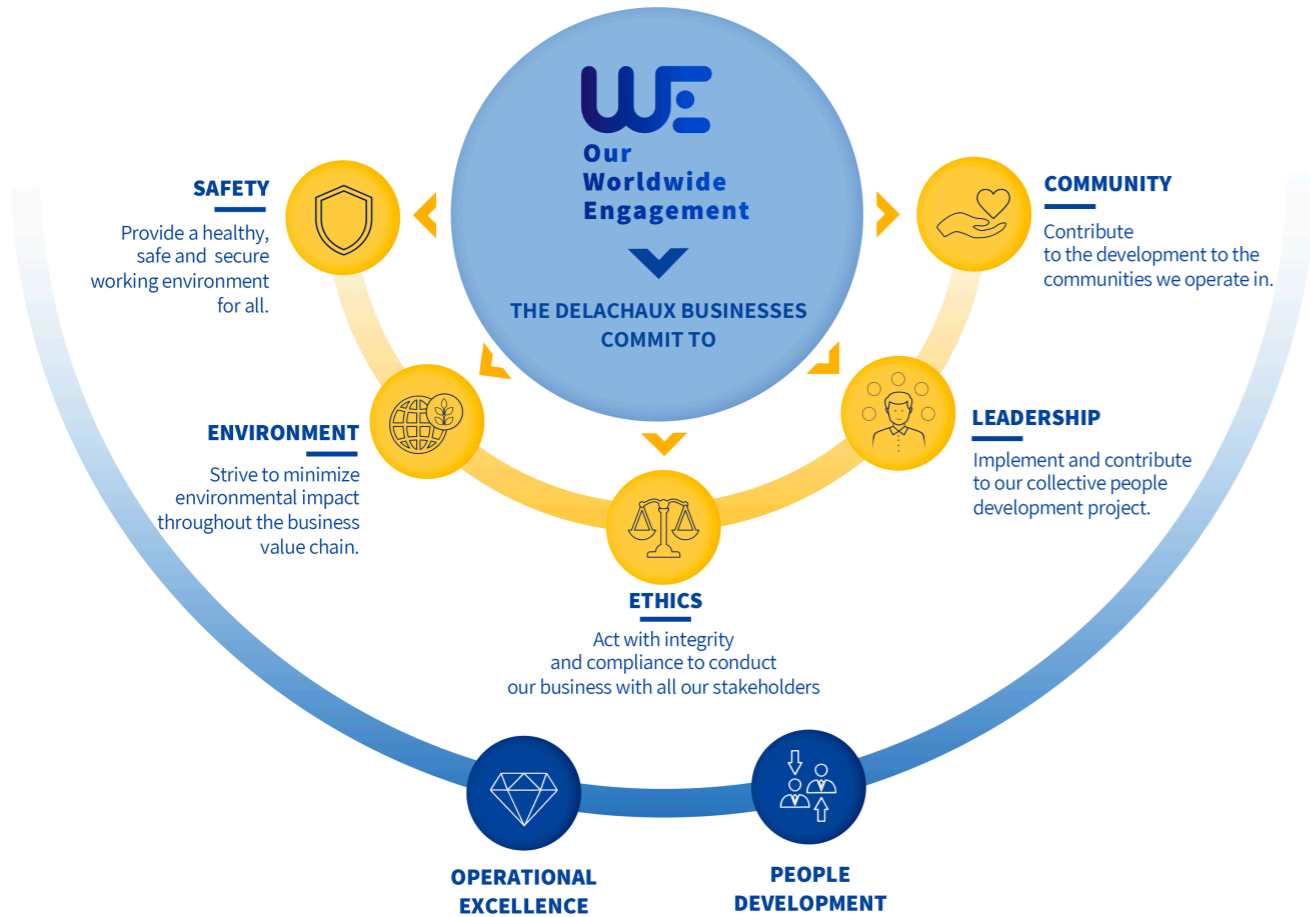 WE
Our
Worldwide
Engagement
THE DELACHAUX BUSINESSES
COMMIT TO
SAFETY
Provide a healthy,
safe and secure
working environment
for all.
ENVIRONMENT
Strive to minimize
environmental impact
throughout the business
value chain.
ETHICS
Act with integrity
and compliance to conduct
our business with all our stakeholders
LEADERSHIP
Implement and contribute
to our collective people
development project.
COMMUNITY
Contribute
to the development to the
communities we operate in.
OPERATIONAL
EXCELLENCE
PEOPLE
DEVELOPMENT